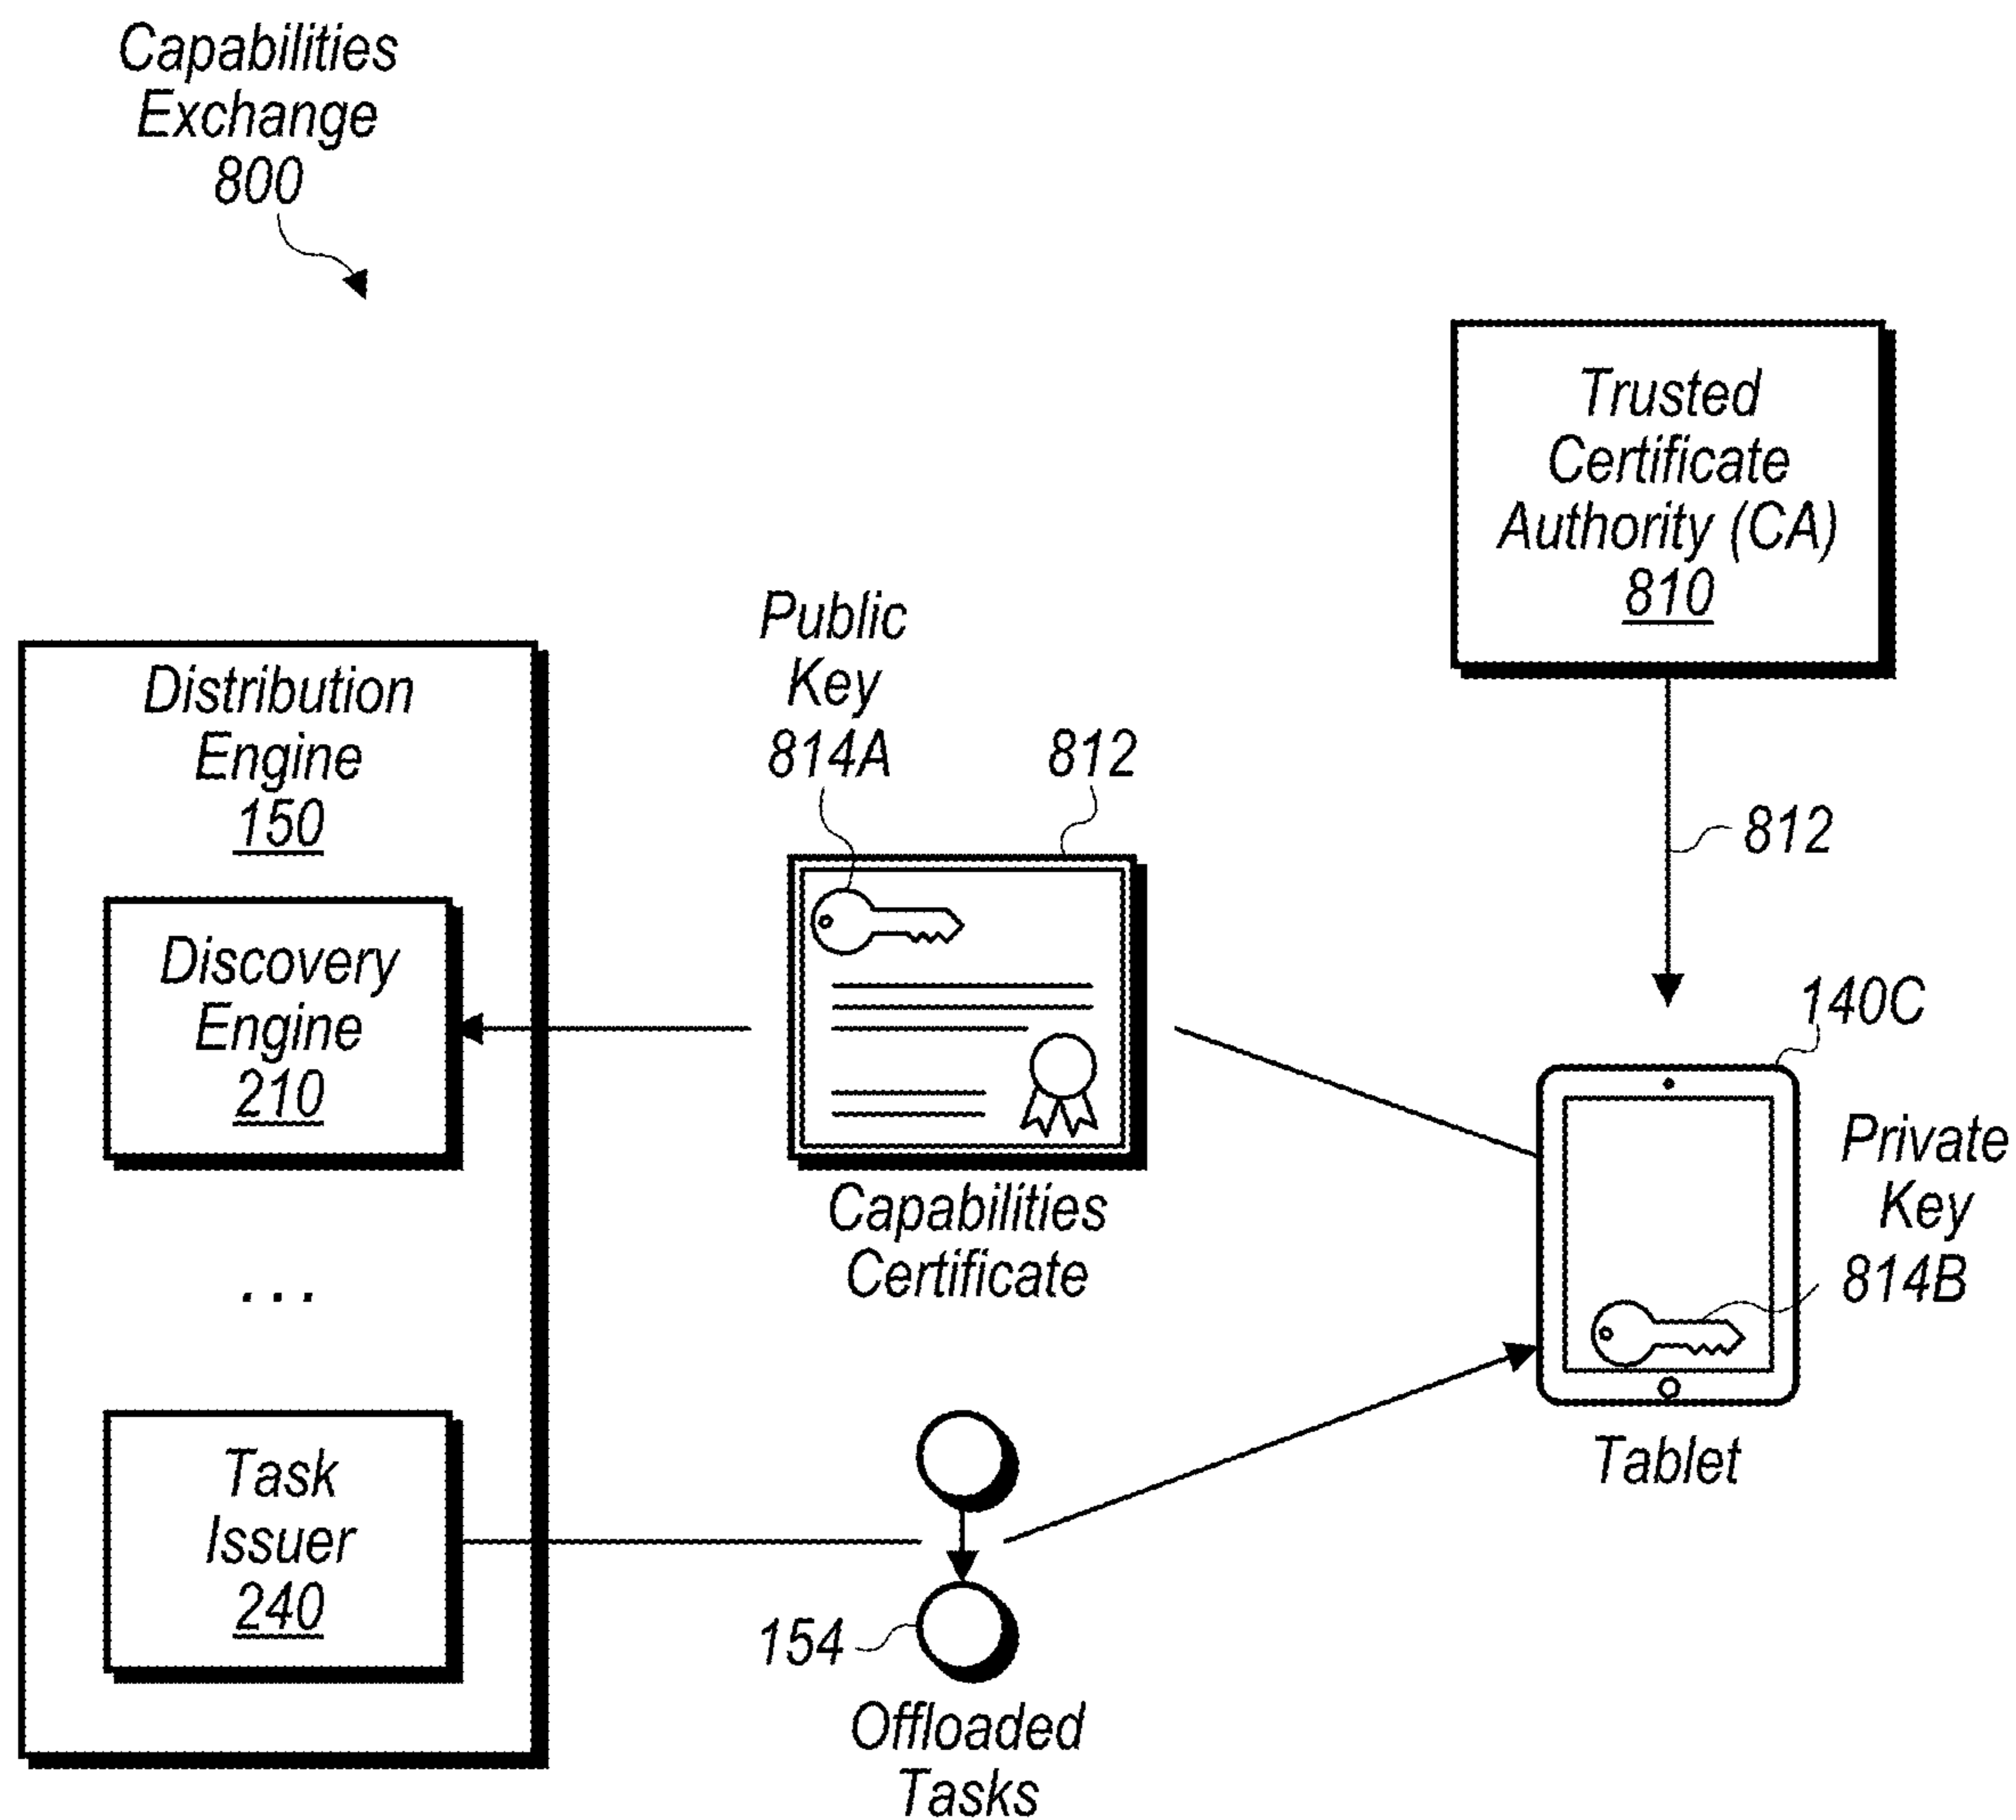 Capabilities
Exchange
800
Trusted
Certificate
Authority (CA)
810
Public
Key
814A
812
812
Distribution
Engine
150
Discovery
Engine
210
...
Task
Issuer
240
Capabilities
Certificate
140C
Private
Key
814B
Tablet
154
Offloaded
Tasks